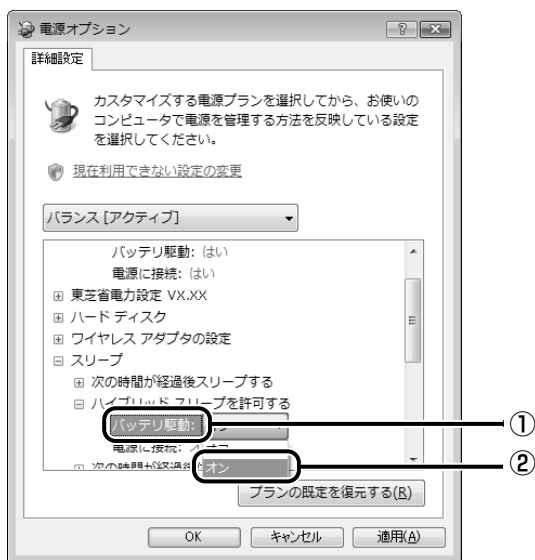 電源オプション
詳細設定
カスタマイズする電源プランを選択してから、お使いの
コンピュータで電源を管理する方法を反映している設定
を選択してください。
現在利用できない設定の変更
バランス [アクティブ]
バッテリ駆動: はい
電源に接続: はい
東芝省電力設定 VX.XX
ハード ディスク
ワイヤレス アダプタの設定
スリープ
次の時間が経過後スリープする
ハイブリッド スリープを許可する
バッテリ駆動:
①
電源に接続:
次の時間が経過後
オン
②
プランの既定を復元する(R)
OK
キャンセル
適用(A)